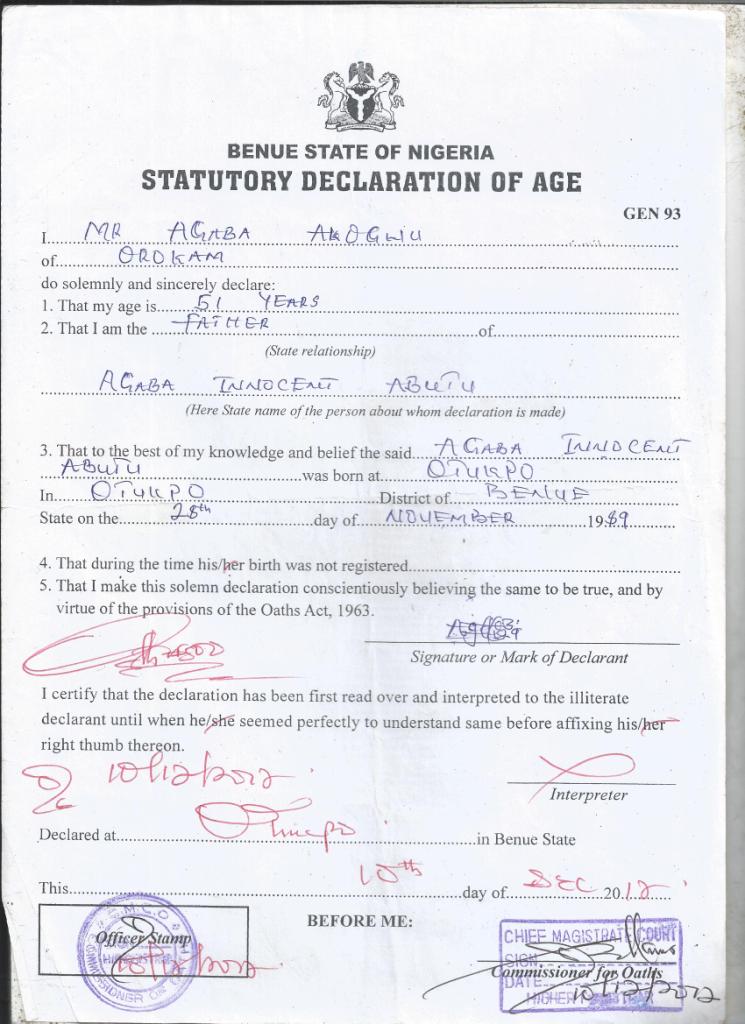 BENUE STATE OF NIGERIA
STATUTORY DECLARATION OF AGE
GEN 93
I MR AGABA AKOGWU
of OROKAM
do solemnly and sincerely declare:
1. That my age is 51 YEARS
2. That I am the FATHER of
(State relationship)
AGABA INNOCENT ABUTU
(Here State name of the person about whom declaration is made)
3. That to the best of my knowledge and belief the said AGABA INNOCENT
ABUTU was born at OTUKPO
In OTUKPO District of BENUE
State on the 28th day of NOVEMBER 1989
4. That during the time his/her birth was not registered
5. That I make this solemn declaration conscientiously believing the same to be true, and by
virtue of the provisions of the Oaths Act, 1963.
Signature or Mark of Declarant
I certify that the declaration has been first read over and interpreted to the illiterate
declarant until when he/she seemed perfectly to understand same before affixing his/her
right thumb thereon.
10/12/2012
Interpreter
Declared at Otukpo in Benue State
This 10th day of DEC 2012
BEFORE ME:
Officer Stamp
10/12/2012
CHIEF MAGISTRATE COURT
SIGN
Commissioner for Oaths
DATE
10/12/2012
HIGHER